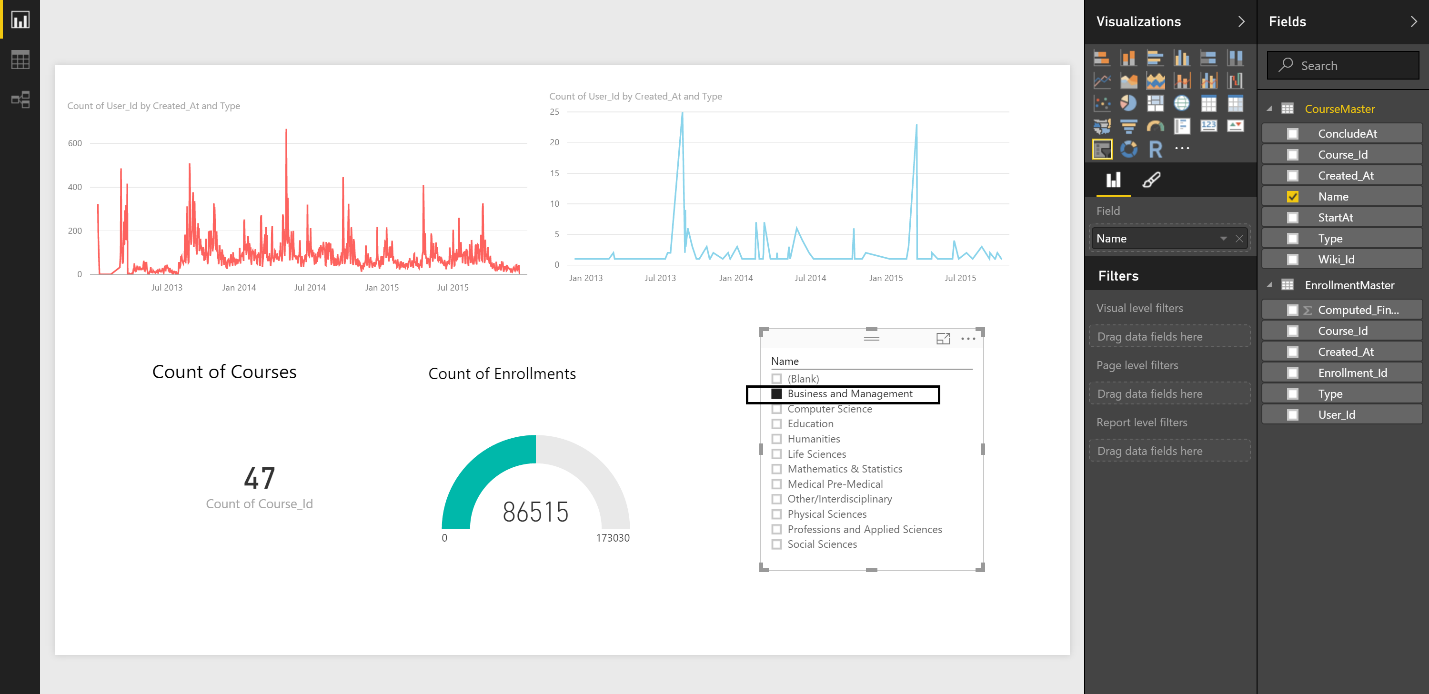 Count of User_Id by Created_At and Type
600
400
200
0
Jul 2013
Jan 2014
Jul 2014
Jan 2015
Jul 2015
Count of User_Id by Created_At and Type
25
20
15
10
5
0
Jan 2013
Jul 2013
Jan 2014
Jul 2014
Jan 2015
Jul 2015
Count of Courses
47
Count of Course_Id
Count of Enrollments
86515
0
173030
Name
(Blank)
Business and Management
Computer Science
Education
Humanities
Life Sciences
Mathematics & Statistics
Medical Pre-Medical
Other/Interdisciplinary
Physical Sciences
Professions and Applied Sciences
Social Sciences
Visualizations
123
R
Field
Name
Filters
Visual level filters
Drag data fields here
Page level filters
Drag data fields here
Report level filters
Drag data fields here
Fields
Search
CourseMaster
ConcludeAt
Course_Id
Created_At
Name
StartAt
Type
Wiki_Id
EnrollmentMaster
Σ Computed_Fin...
Course_Id
Created_At
Enrollment_Id
Type
User_Id